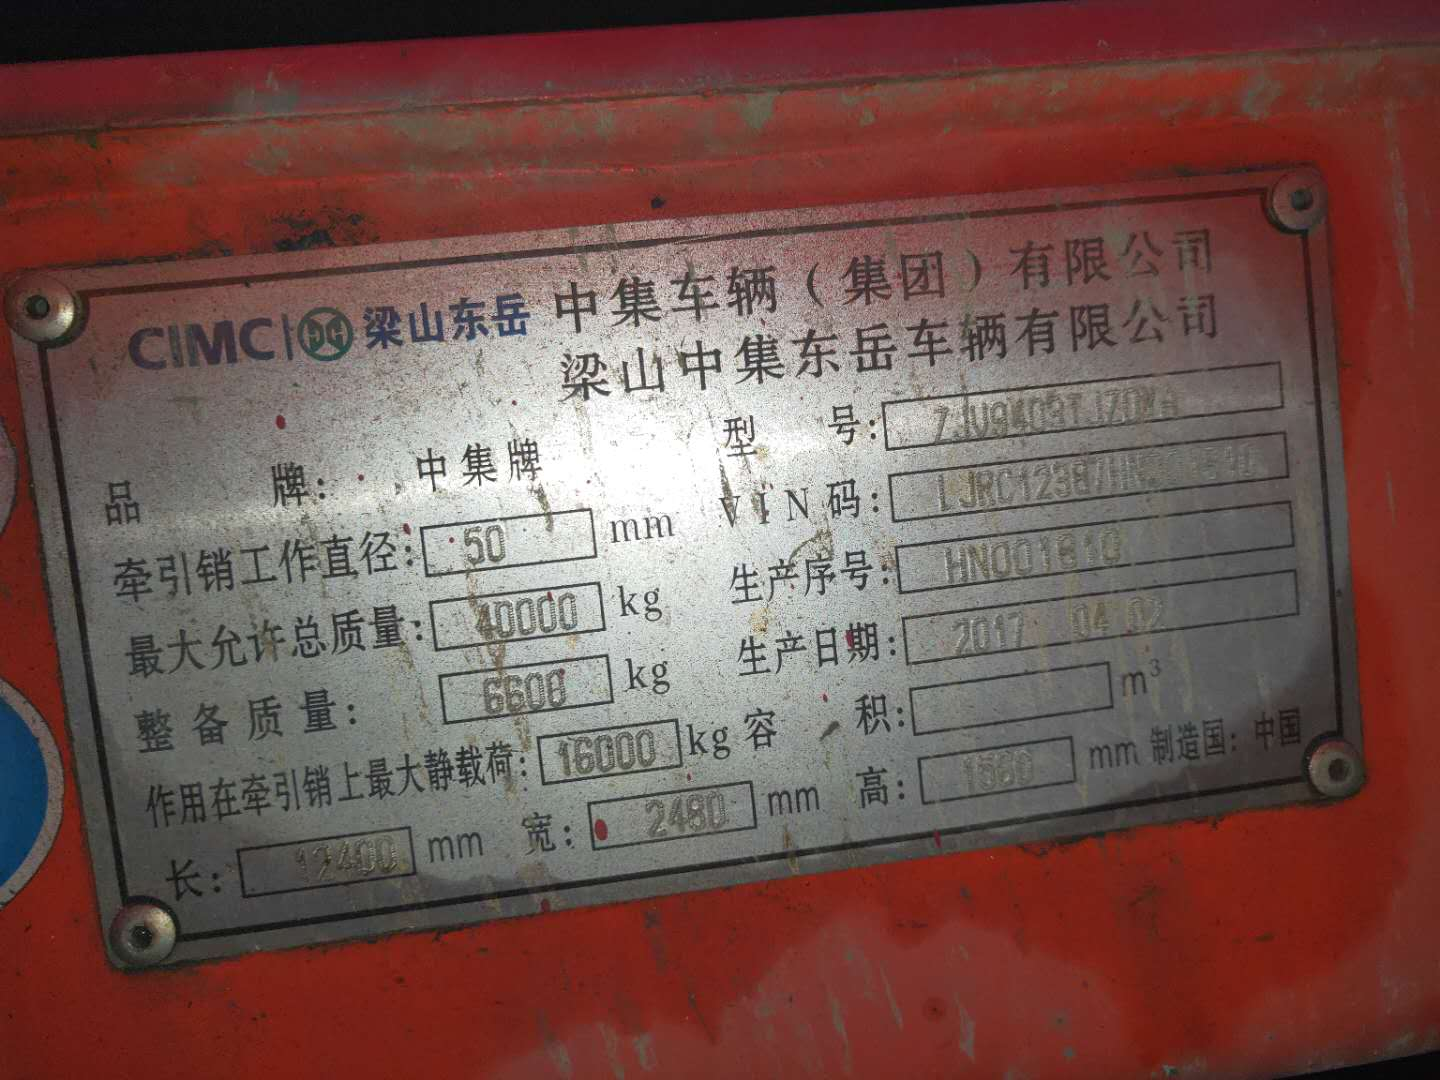 CIMC 梁山东岳 中集车辆（集团）有限公司
梁山中集东岳车辆有限公司
品 牌: 中集牌 型 号: ZJV9403TJZDWA
牵引销工作直径: 50 mm VIN码:
最大允许总质量: 40000 kg 生产序号: HN001810
整备质量: kg 生产日期: 2017 04 02
作用在牵引销上最大静载荷: 16000 kg 容 积: m³
长: 12400 mm 宽: 2480 mm 高: mm 制造国: 中国